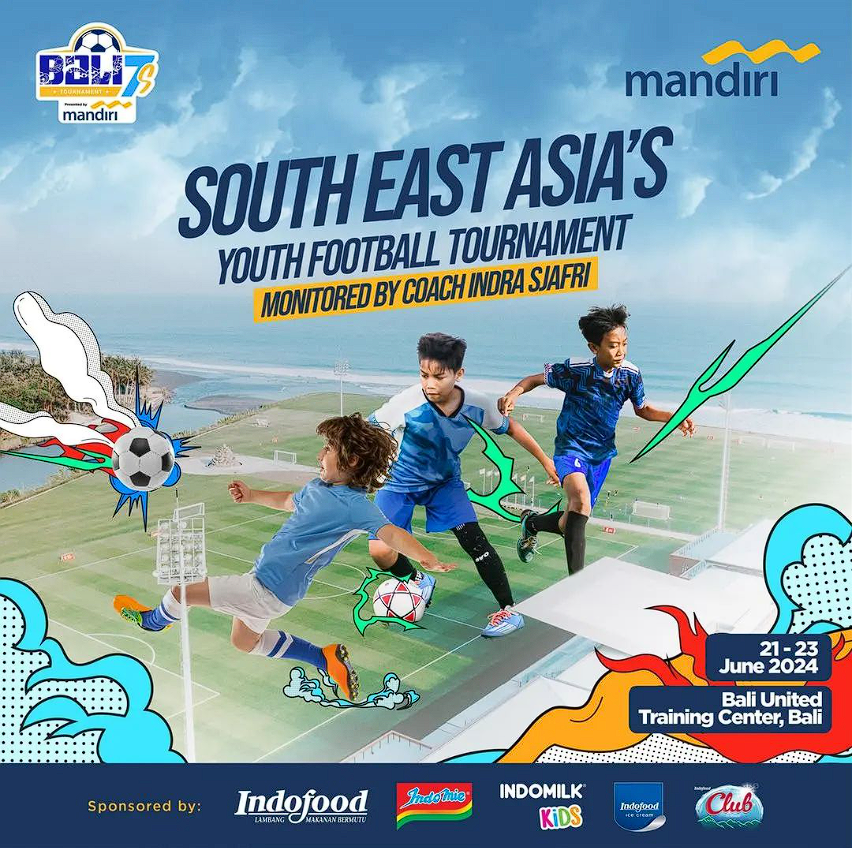 BALI 7s
TOURNAMENT
Presented by
mandiri
mandiri
SOUTH EAST ASIA'S
YOUTH FOOTBALL TOURNAMENT
MONITORED BY COACH INDRA SJAFRI
21 - 23
June 2024
Bali United
Training Center, Bali
Sponsored by:
Indofood
LAMBANG MAKANAN BERMUTU
Indomie
INDOMILK
KiDS
Indofood
ice cream
Club